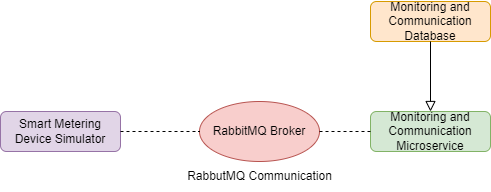 Monitoring and
Communication
Database
Smart Metering
Device Simulator
RabbitMQ Broker
Monitoring and
Communication
Microservice
RabbutMQ Communication